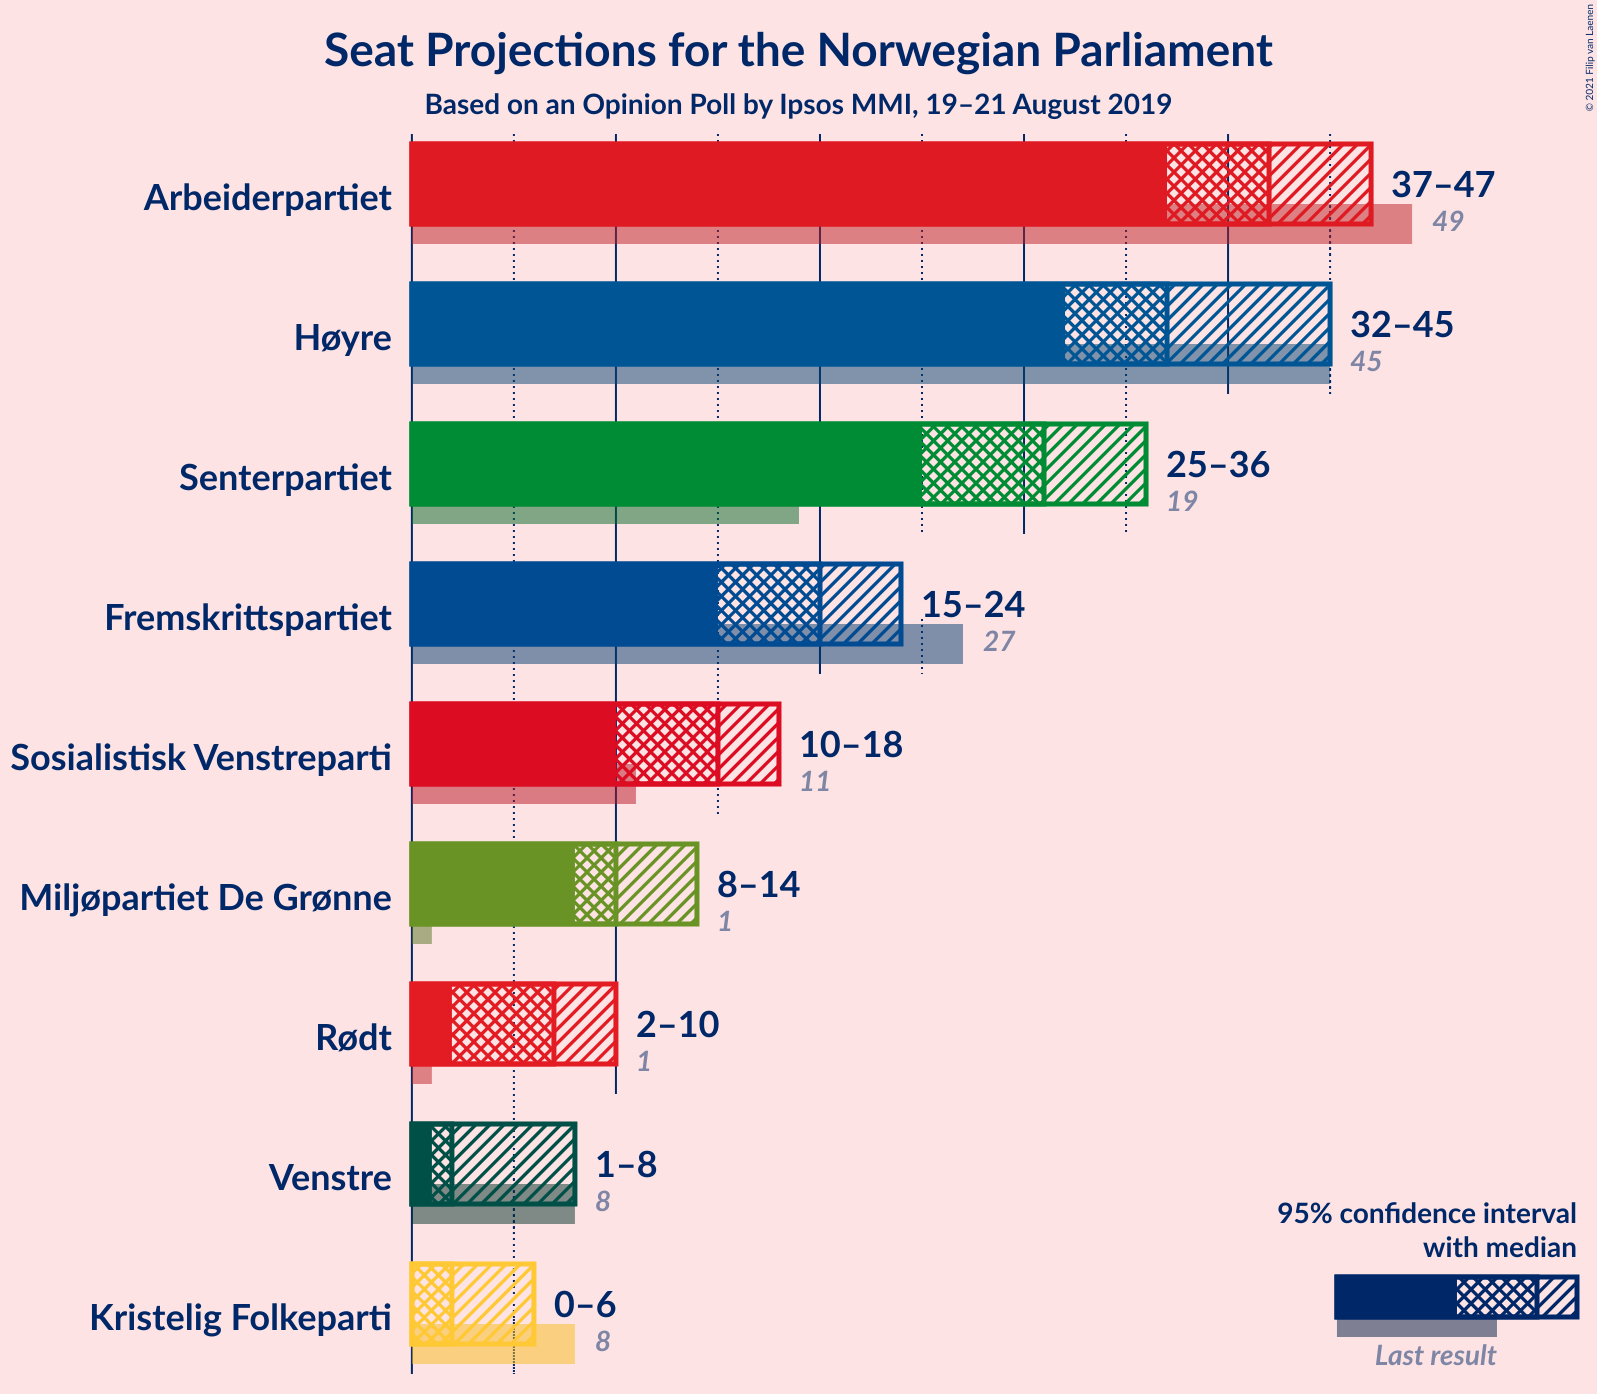 Seat Projections for the Norwegian Parliament
Based on an Opinion Poll by Ipsos MMI, 19–21 August 2019
© 2021 Filip van Laenen
Arbeiderpartiet
37–47
49
Høyre
32–45
45
Senterpartiet
25–36
19
Fremskrittspartiet
15–24
27
Sosialistisk Venstreparti
10–18
11
Miljøpartiet De Grønne
8–14
1
Rødt
2–10
1
Venstre
1–8
8
Kristelig Folkeparti
0–6
8
95% confidence interval
with median
Last result